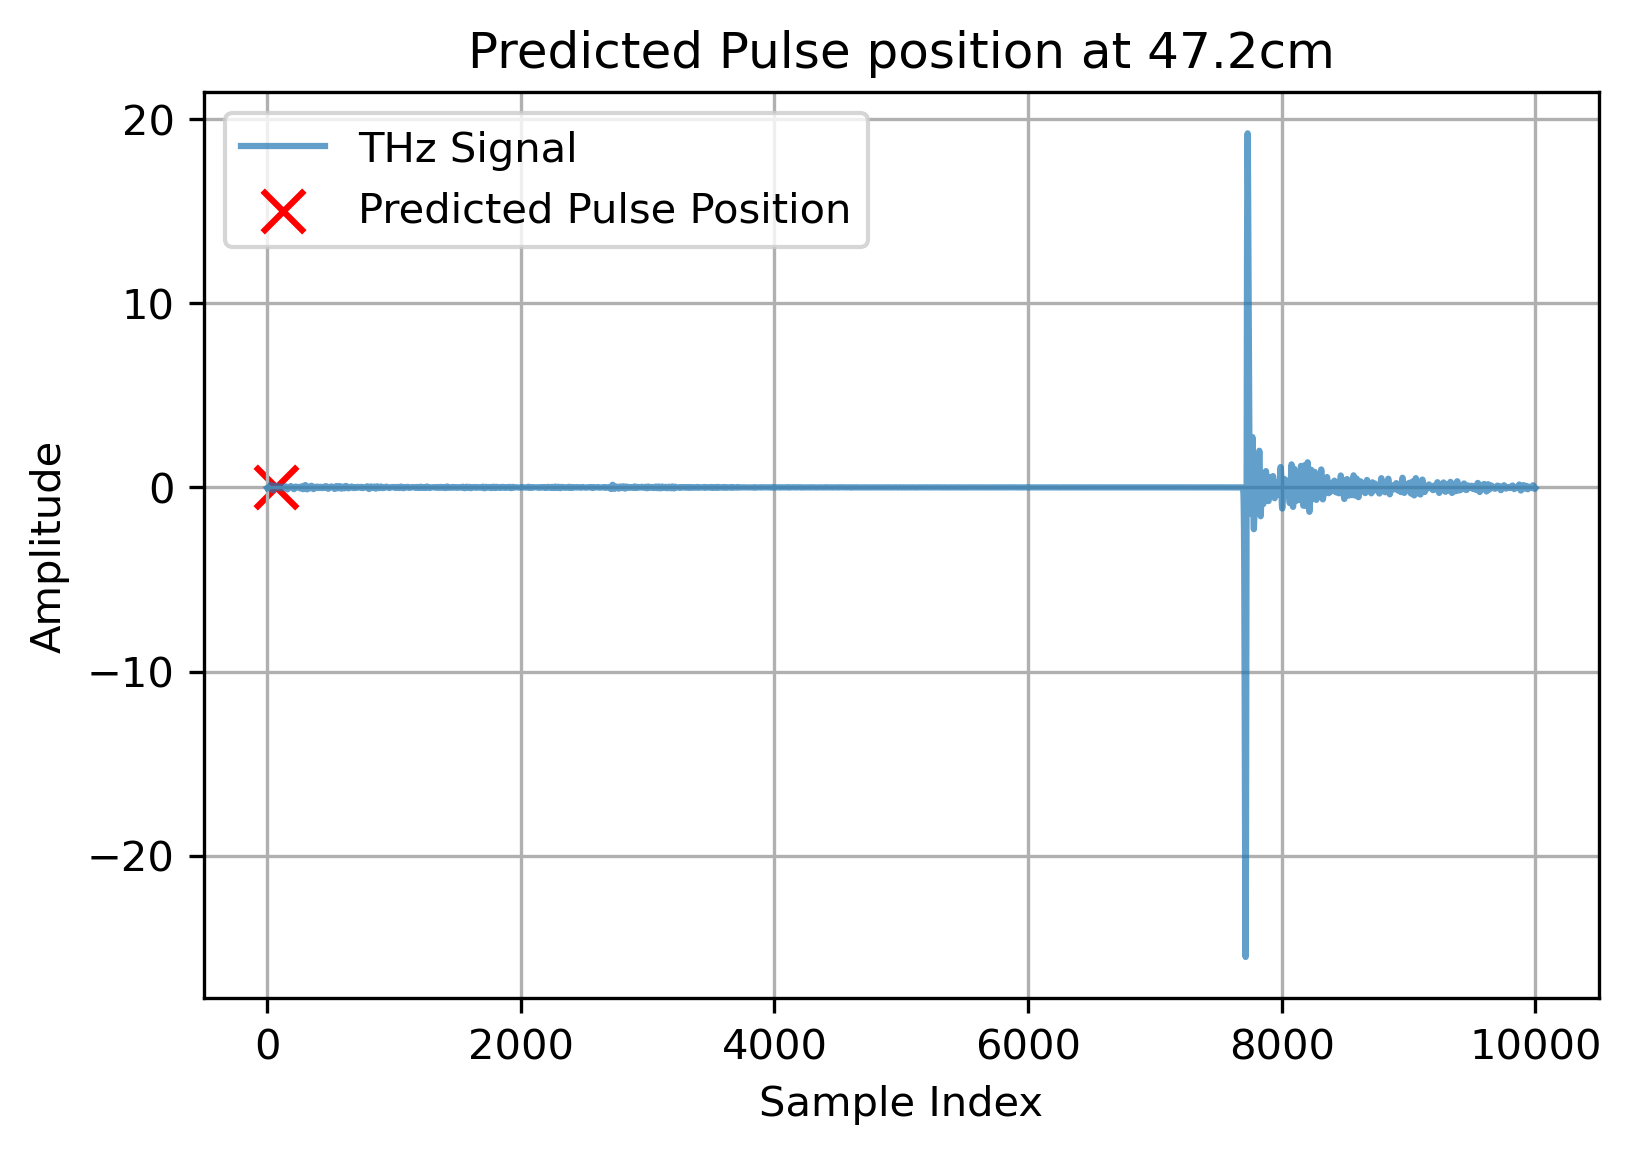 Predicted Pulse position at 47.2cm
THz Signal
Predicted Pulse Position
20
10
0
−10
−20
Amplitude
0 2000 4000 6000 8000 10000
Sample Index